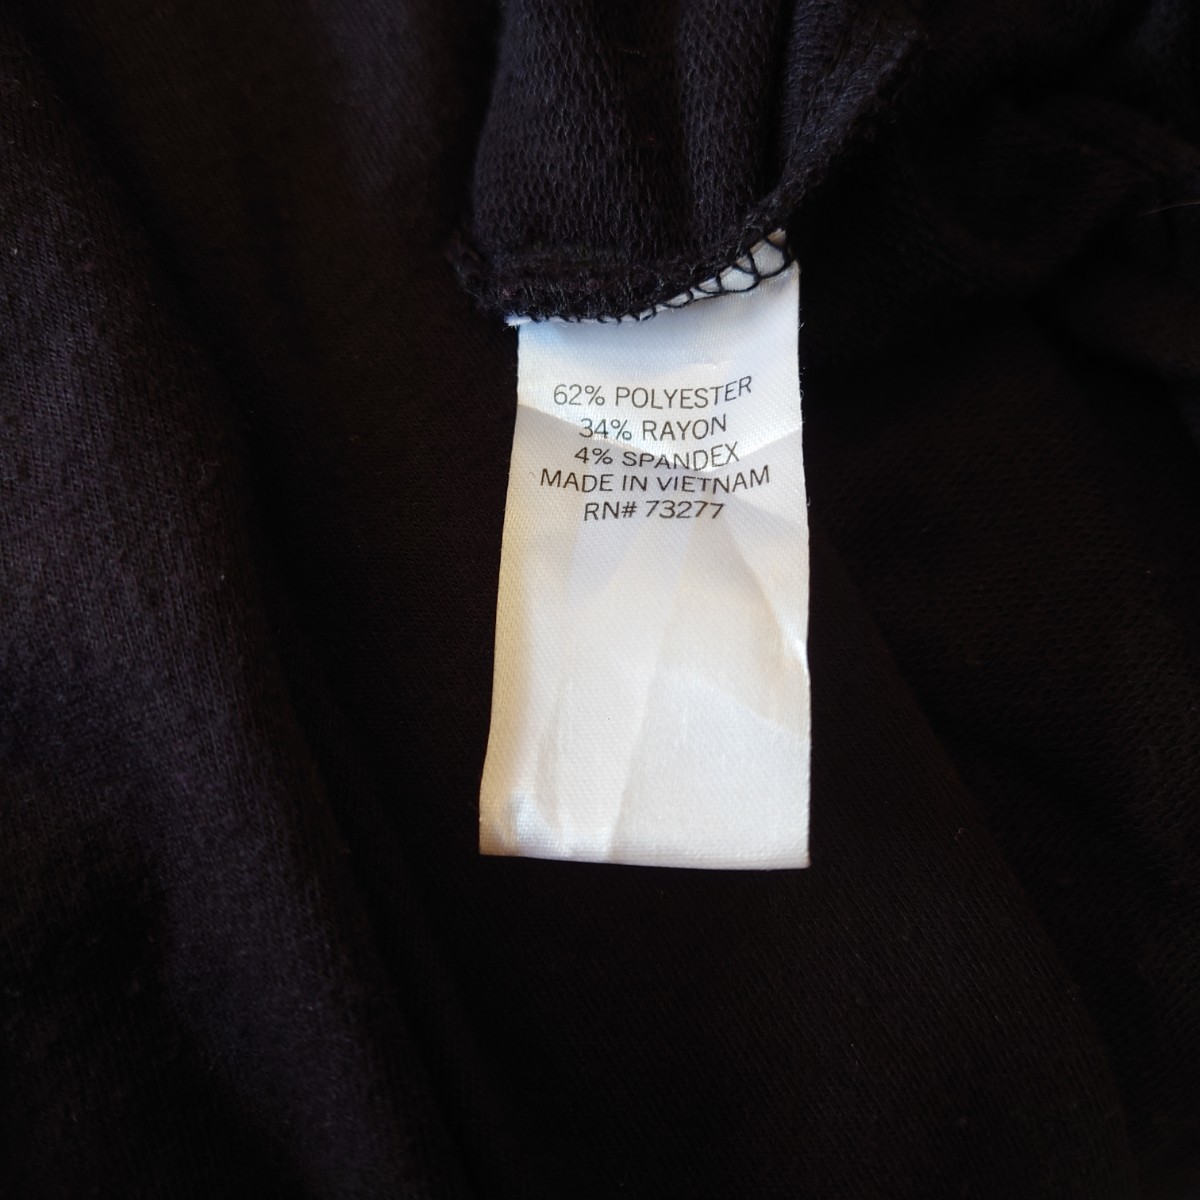 62% POLYESTER
34% RAYON
4% SPANDEX
MADE IN VIETNAM
RN# 73277